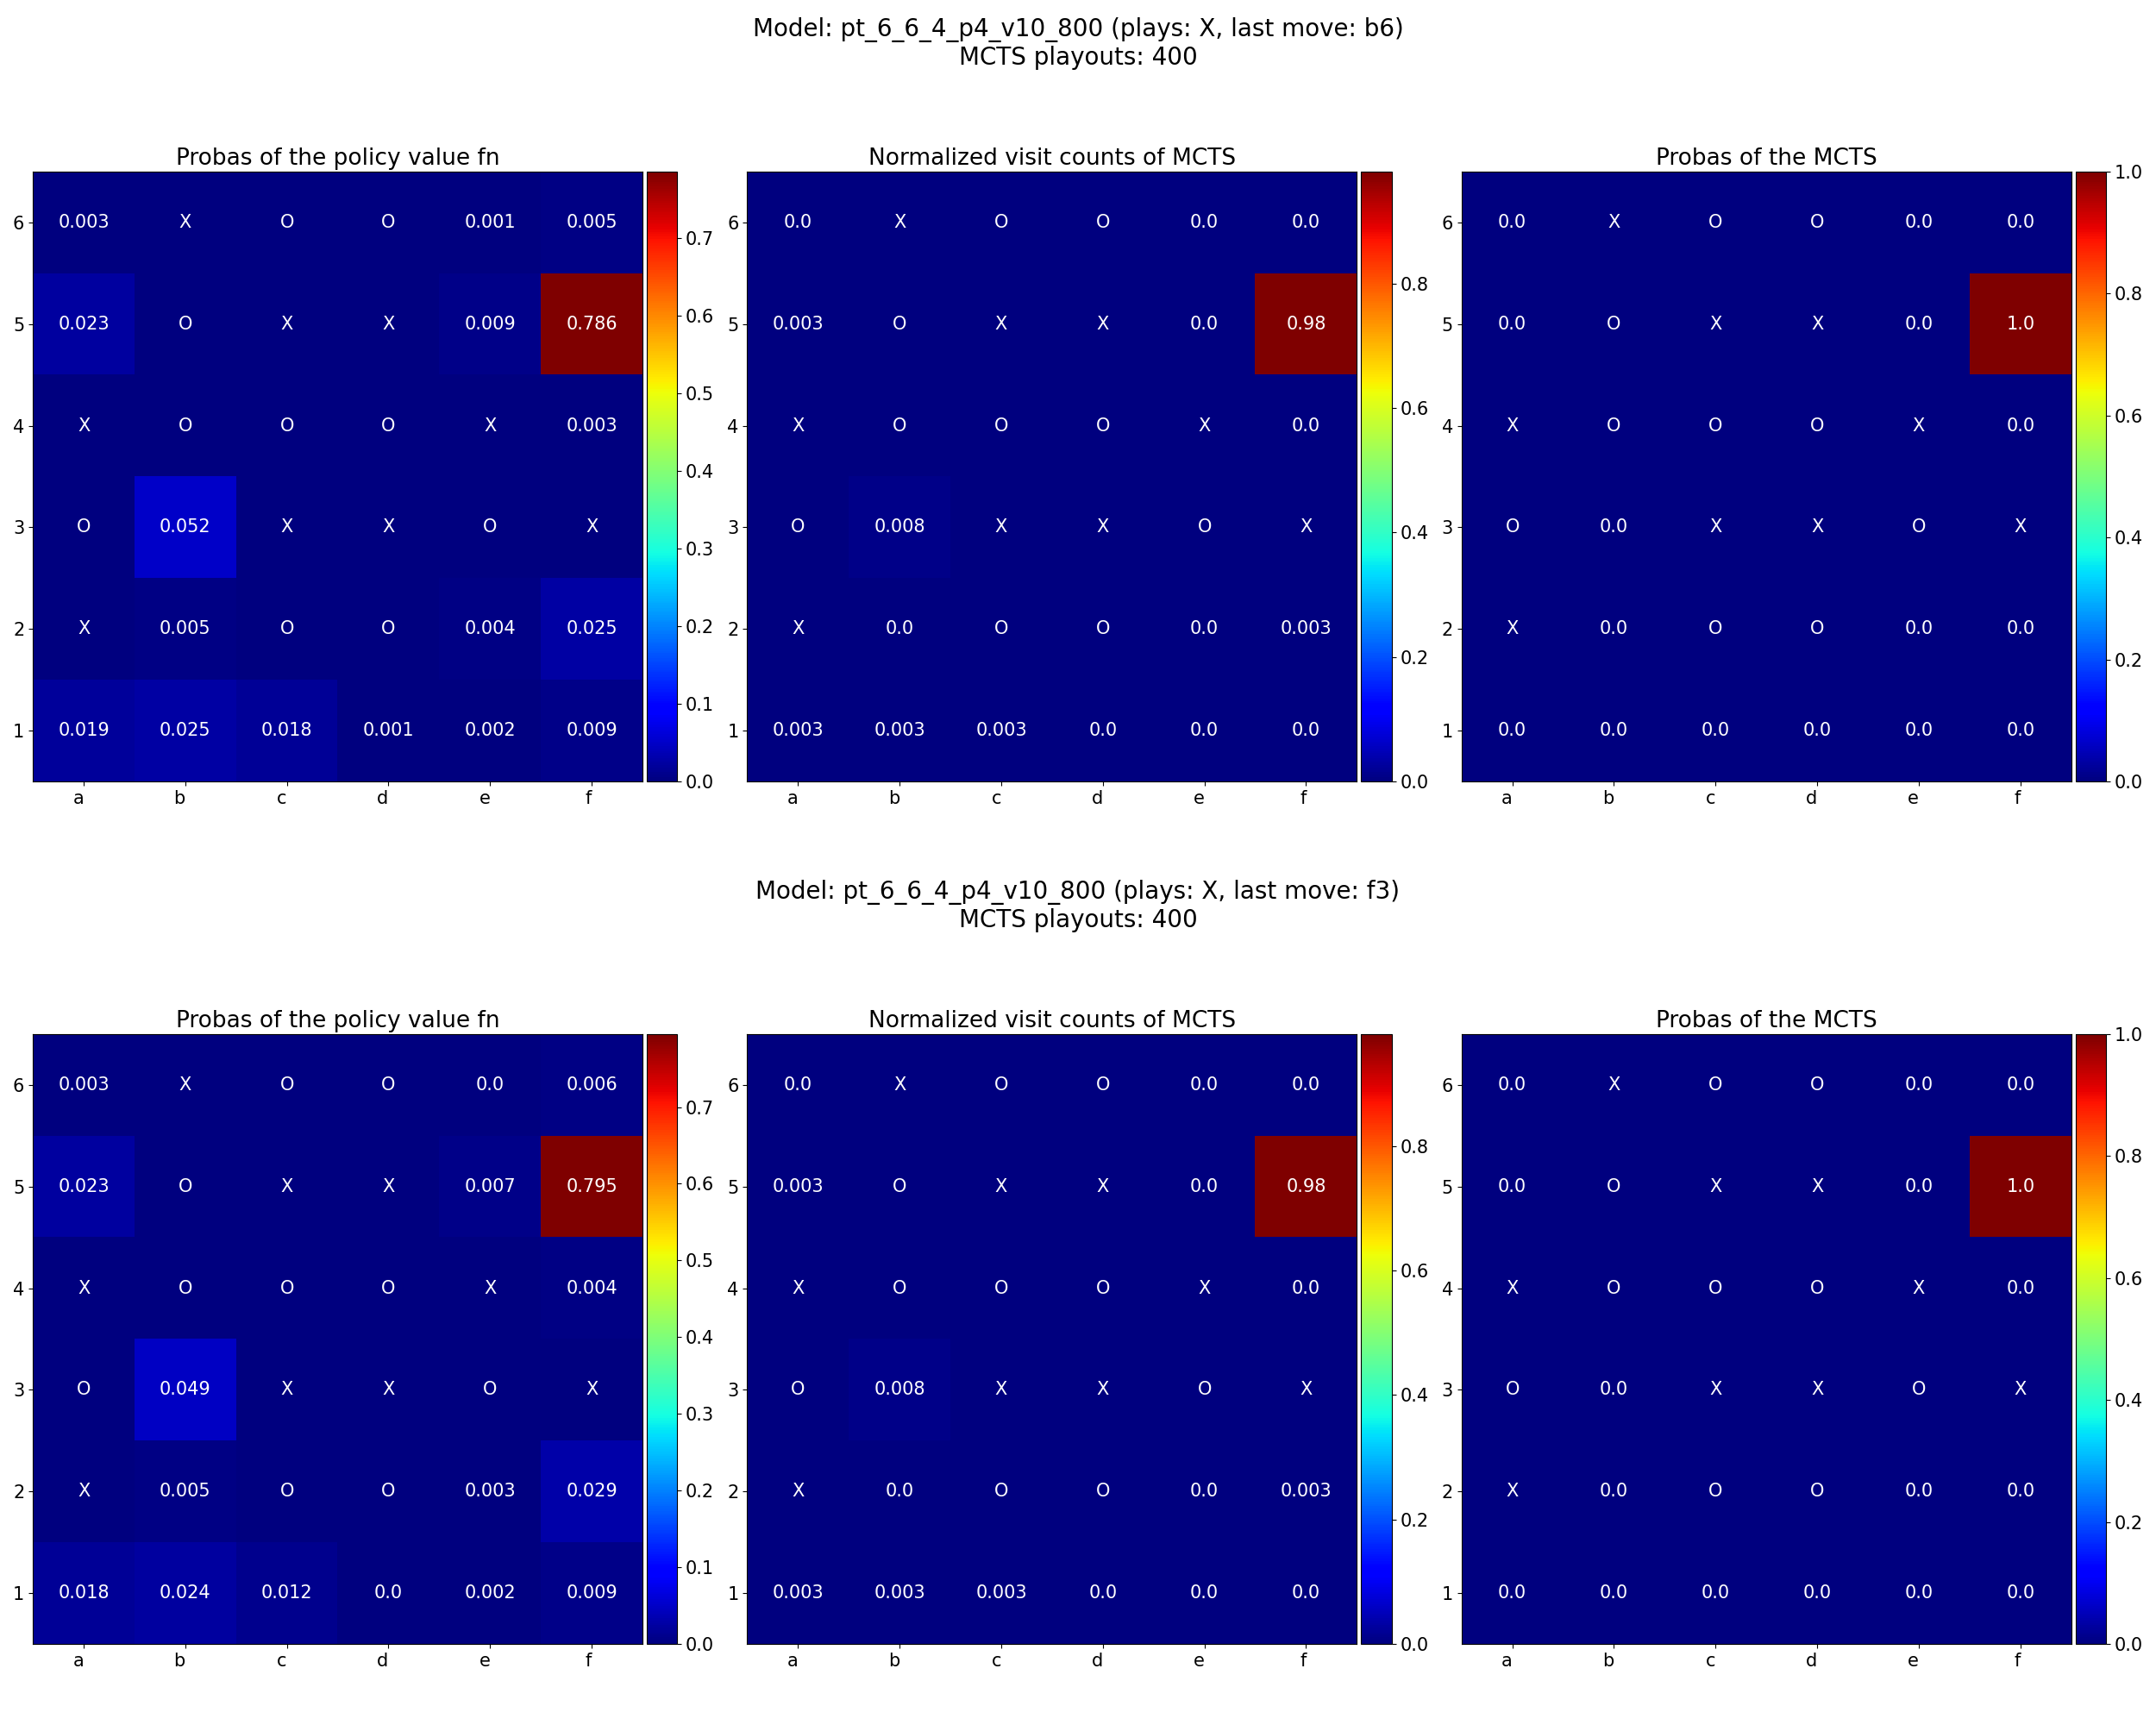 Model: pt_6_6_4_p4_v10_800 (plays: X, last move: b6)
MCTS playouts: 400
Probas of the policy value fn
6 0.003 X O O 0.001 0.005
5 0.023 O X X 0.009 0.786
4 X O O O X 0.003
3 O 0.052 X X O X
2 X 0.005 O O 0.004 0.025
1 0.019 0.025 0.018 0.001 0.002 0.009
a b c d e f
0.7
0.6
0.5
0.4
0.3
0.2
0.1
0.0
Normalized visit counts of MCTS
6 0.0 X O O 0.0 0.0
5 0.003 O X X 0.0 0.98
4 X O O O X 0.0
3 O 0.008 X X O X
2 X 0.0 O O 0.0 0.003
1 0.003 0.003 0.003 0.0 0.0 0.0
a b c d e f
0.8
0.6
0.4
0.2
0.0
Probas of the MCTS
6 0.0 X O O 0.0 0.0
5 0.0 O X X 0.0 1.0
4 X O O O X 0.0
3 O 0.0 X X O X
2 X 0.0 O O 0.0 0.0
1 0.0 0.0 0.0 0.0 0.0 0.0
a b c d e f
1.0
0.8
0.6
0.4
0.2
0.0
Model: pt_6_6_4_p4_v10_800 (plays: X, last move: f3)
MCTS playouts: 400
Probas of the policy value fn
6 0.003 X O O 0.0 0.006
5 0.023 O X X 0.007 0.795
4 X O O O X 0.004
3 O 0.049 X X O X
2 X 0.005 O O 0.003 0.029
1 0.018 0.024 0.012 0.0 0.002 0.009
a b c d e f
0.7
0.6
0.5
0.4
0.3
0.2
0.1
0.0
Normalized visit counts of MCTS
6 0.0 X O O 0.0 0.0
5 0.003 O X X 0.0 0.98
4 X O O O X 0.0
3 O 0.008 X X O X
2 X 0.0 O O 0.0 0.003
1 0.003 0.003 0.003 0.0 0.0 0.0
a b c d e f
0.8
0.6
0.4
0.2
0.0
Probas of the MCTS
6 0.0 X O O 0.0 0.0
5 0.0 O X X 0.0 1.0
4 X O O O X 0.0
3 O 0.0 X X O X
2 X 0.0 O O 0.0 0.0
1 0.0 0.0 0.0 0.0 0.0 0.0
a b c d e f
1.0
0.8
0.6
0.4
0.2
0.0